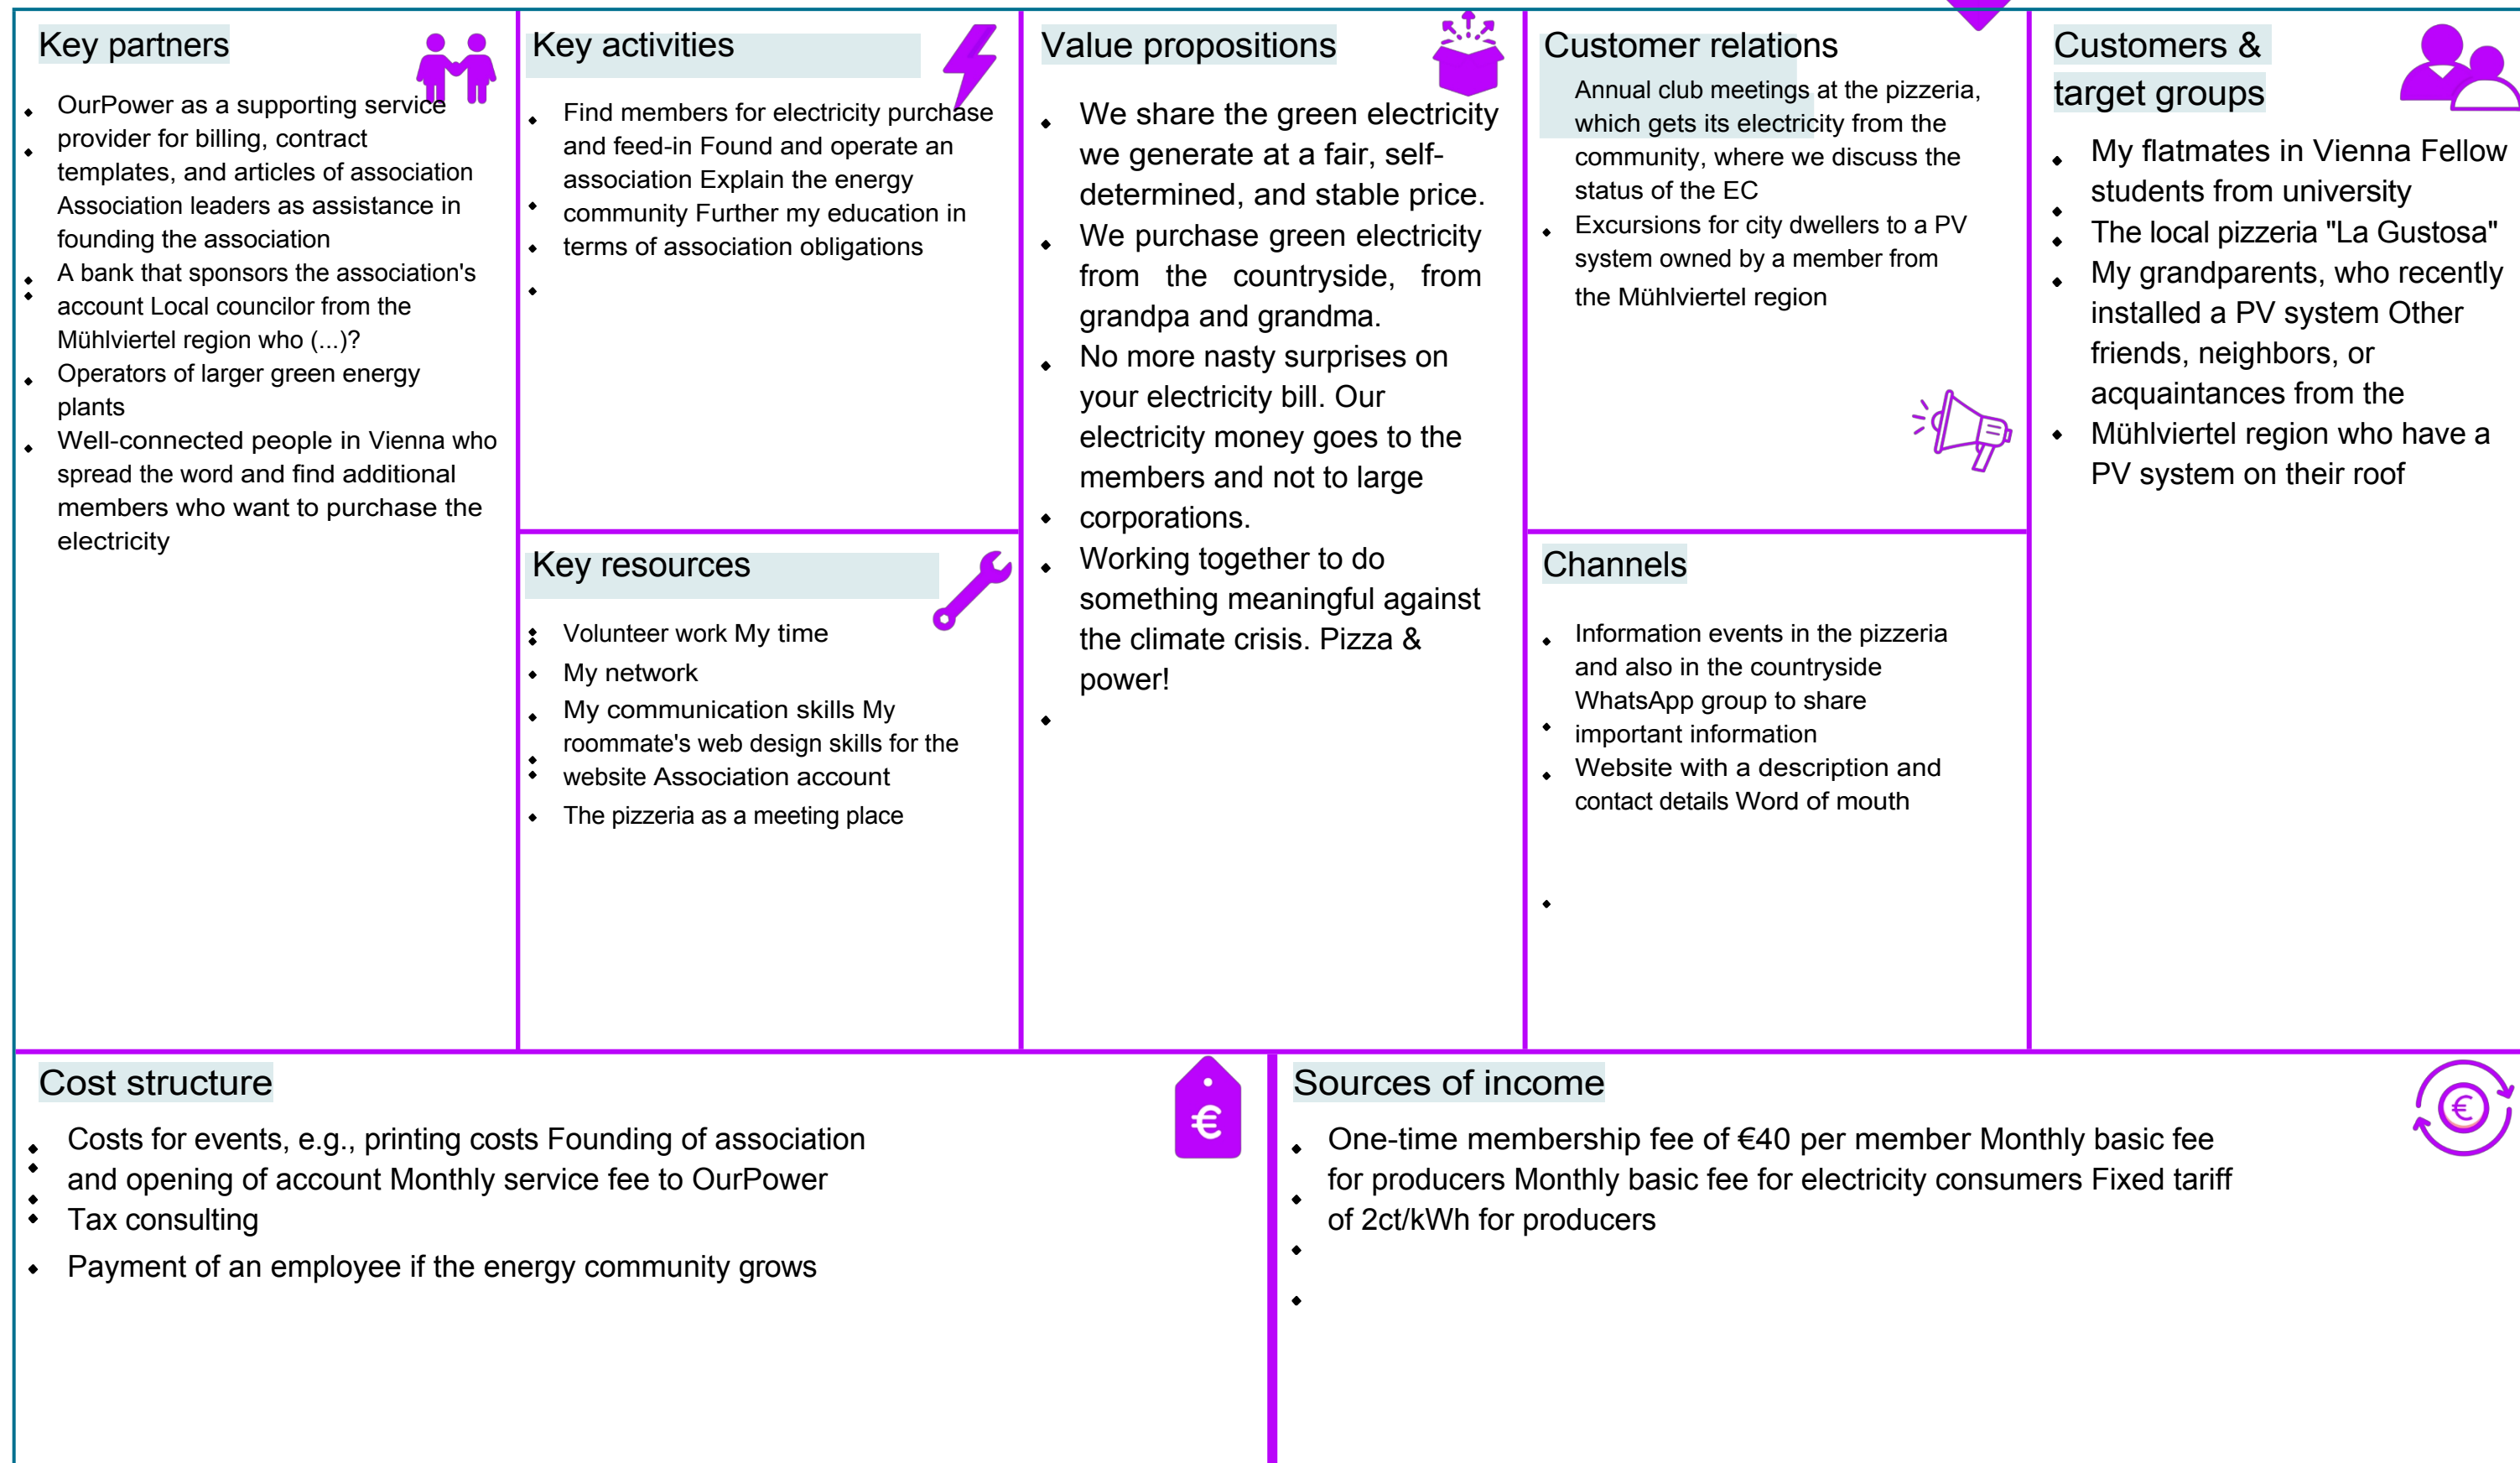 Key partners
OurPower as a supporting service
provider for billing, contract
templates, and articles of association
Association leaders as assistance in
founding the association
A bank that sponsors the association's
account Local councilor from the
Mühlviertel region who (...)?
Operators of larger green energy
plants
Well-connected people in Vienna who
spread the word and find additional
members who want to purchase the
electricity
Key activities
Find members for electricity purchase
and feed-in Found and operate an
association Explain the energy
community Further my education in
terms of association obligations
Key resources
Volunteer work My time
My network
My communication skills My
roommate's web design skills for the
website Association account
The pizzeria as a meeting place
Value propositions
We share the green electricity
we generate at a fair, self-
determined, and stable price.
We purchase green electricity
from the countryside, from
grandpa and grandma.
No more nasty surprises on
your electricity bill. Our
electricity money goes to the
members and not to large
corporations.
Working together to do
something meaningful against
the climate crisis. Pizza &
power!
Customer relations
Annual club meetings at the pizzeria,
which gets its electricity from the
community, where we discuss the
status of the EC
Excursions for city dwellers to a PV
system owned by a member from
the Mühlviertel region
Channels
Information events in the pizzeria
and also in the countryside
WhatsApp group to share
important information
Website with a description and
contact details Word of mouth
Customers &
target groups
My flatmates in Vienna Fellow
students from university
The local pizzeria "La Gustosa"
My grandparents, who recently
installed a PV system Other
friends, neighbors, or
acquaintances from the
Mühlviertel region who have a
PV system on their roof
Cost structure
€
Costs for events, e.g., printing costs Founding of association
and opening of account Monthly service fee to OurPower
Tax consulting
Payment of an employee if the energy community grows
Sources of income
€
One-time membership fee of €40 per member Monthly basic fee
for producers Monthly basic fee for electricity consumers Fixed tariff
of 2ct/kWh for producers